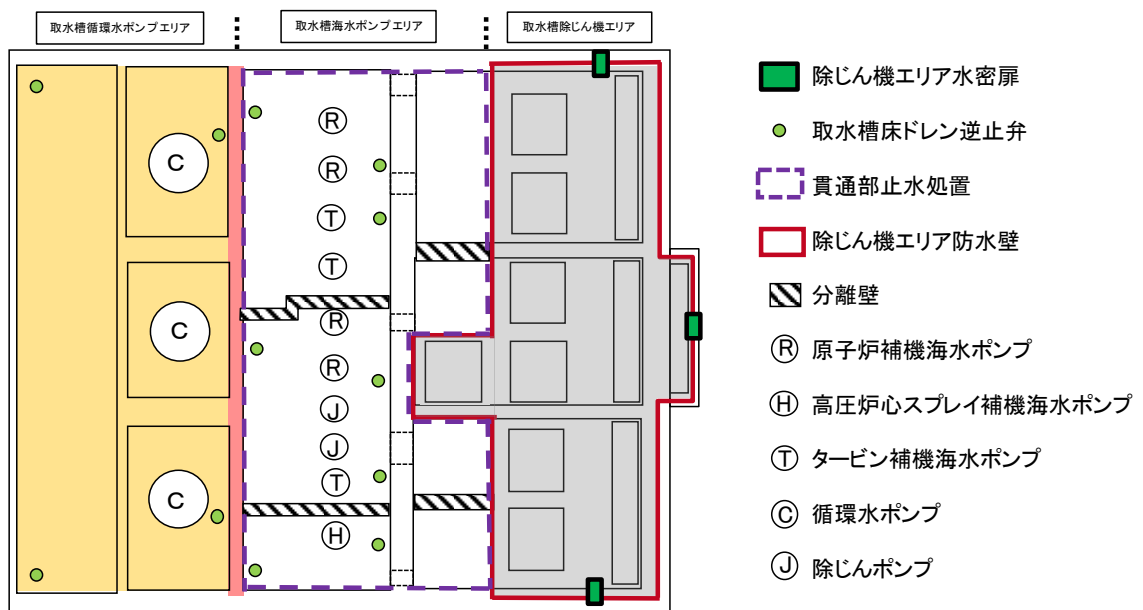 取水槽循環水ポンプエリア
取水槽海水ポンプエリア
取水槽除じん機エリア
C
C
C
R
R
T
T
R
R
J
J
T
H
除じん機エリア水密扉
取水槽床ドレン逆止弁
貫通部止水処置
除じん機エリア防水壁
分離壁
R 原子炉補機海水ポンプ
H 高圧炉心スプレイ補機海水ポンプ
T タービン補機海水ポンプ
C 循環水ポンプ
J 除じんポンプ